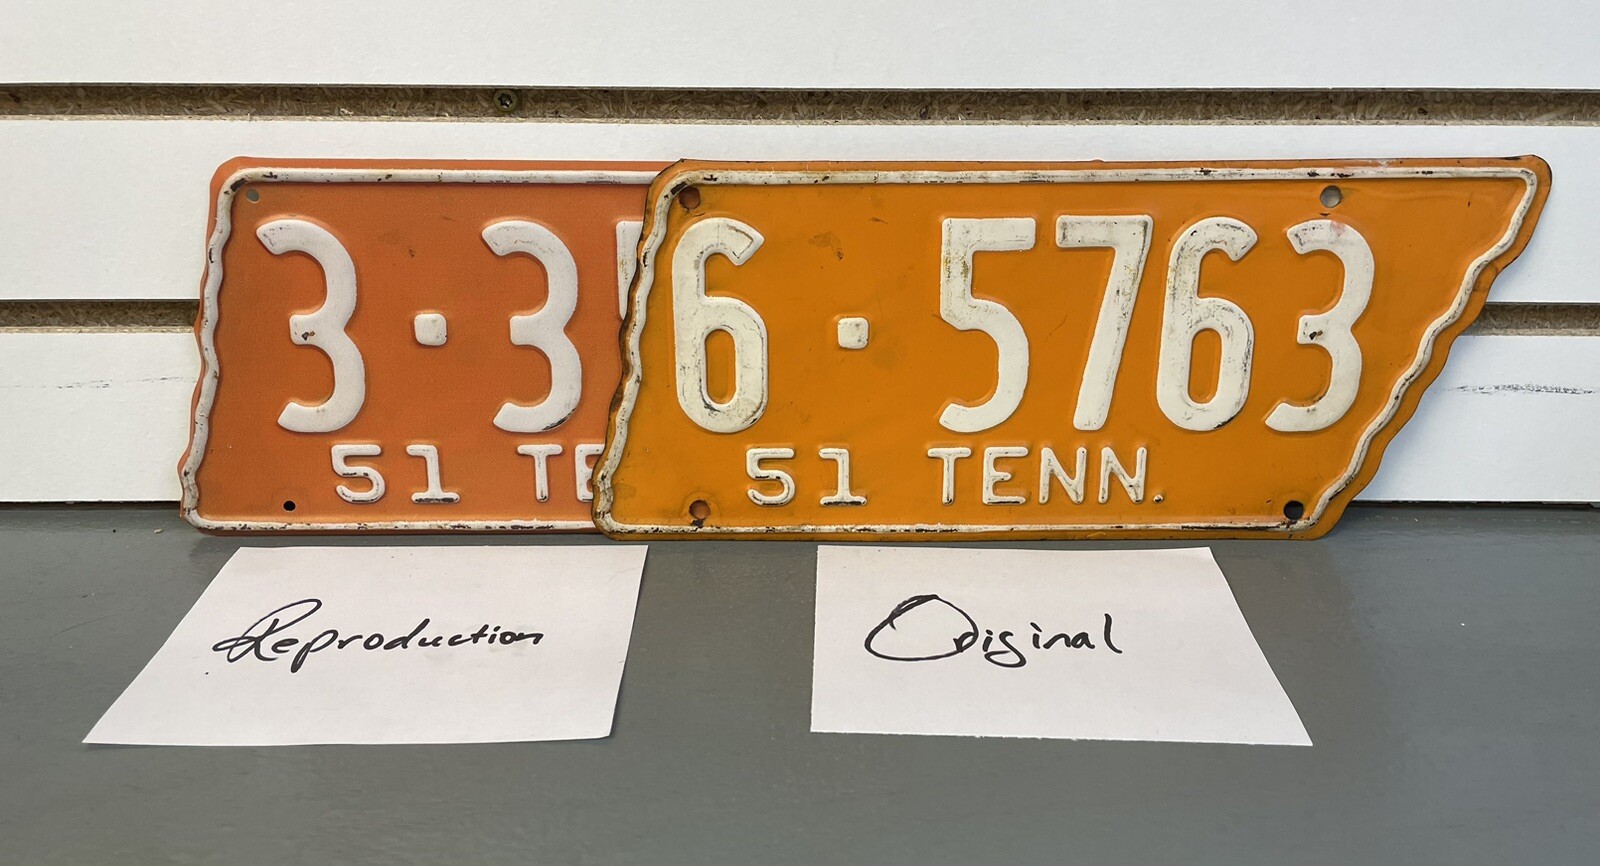 3·3
51 TE
6·5763
51 TENN.
Reproduction
Original